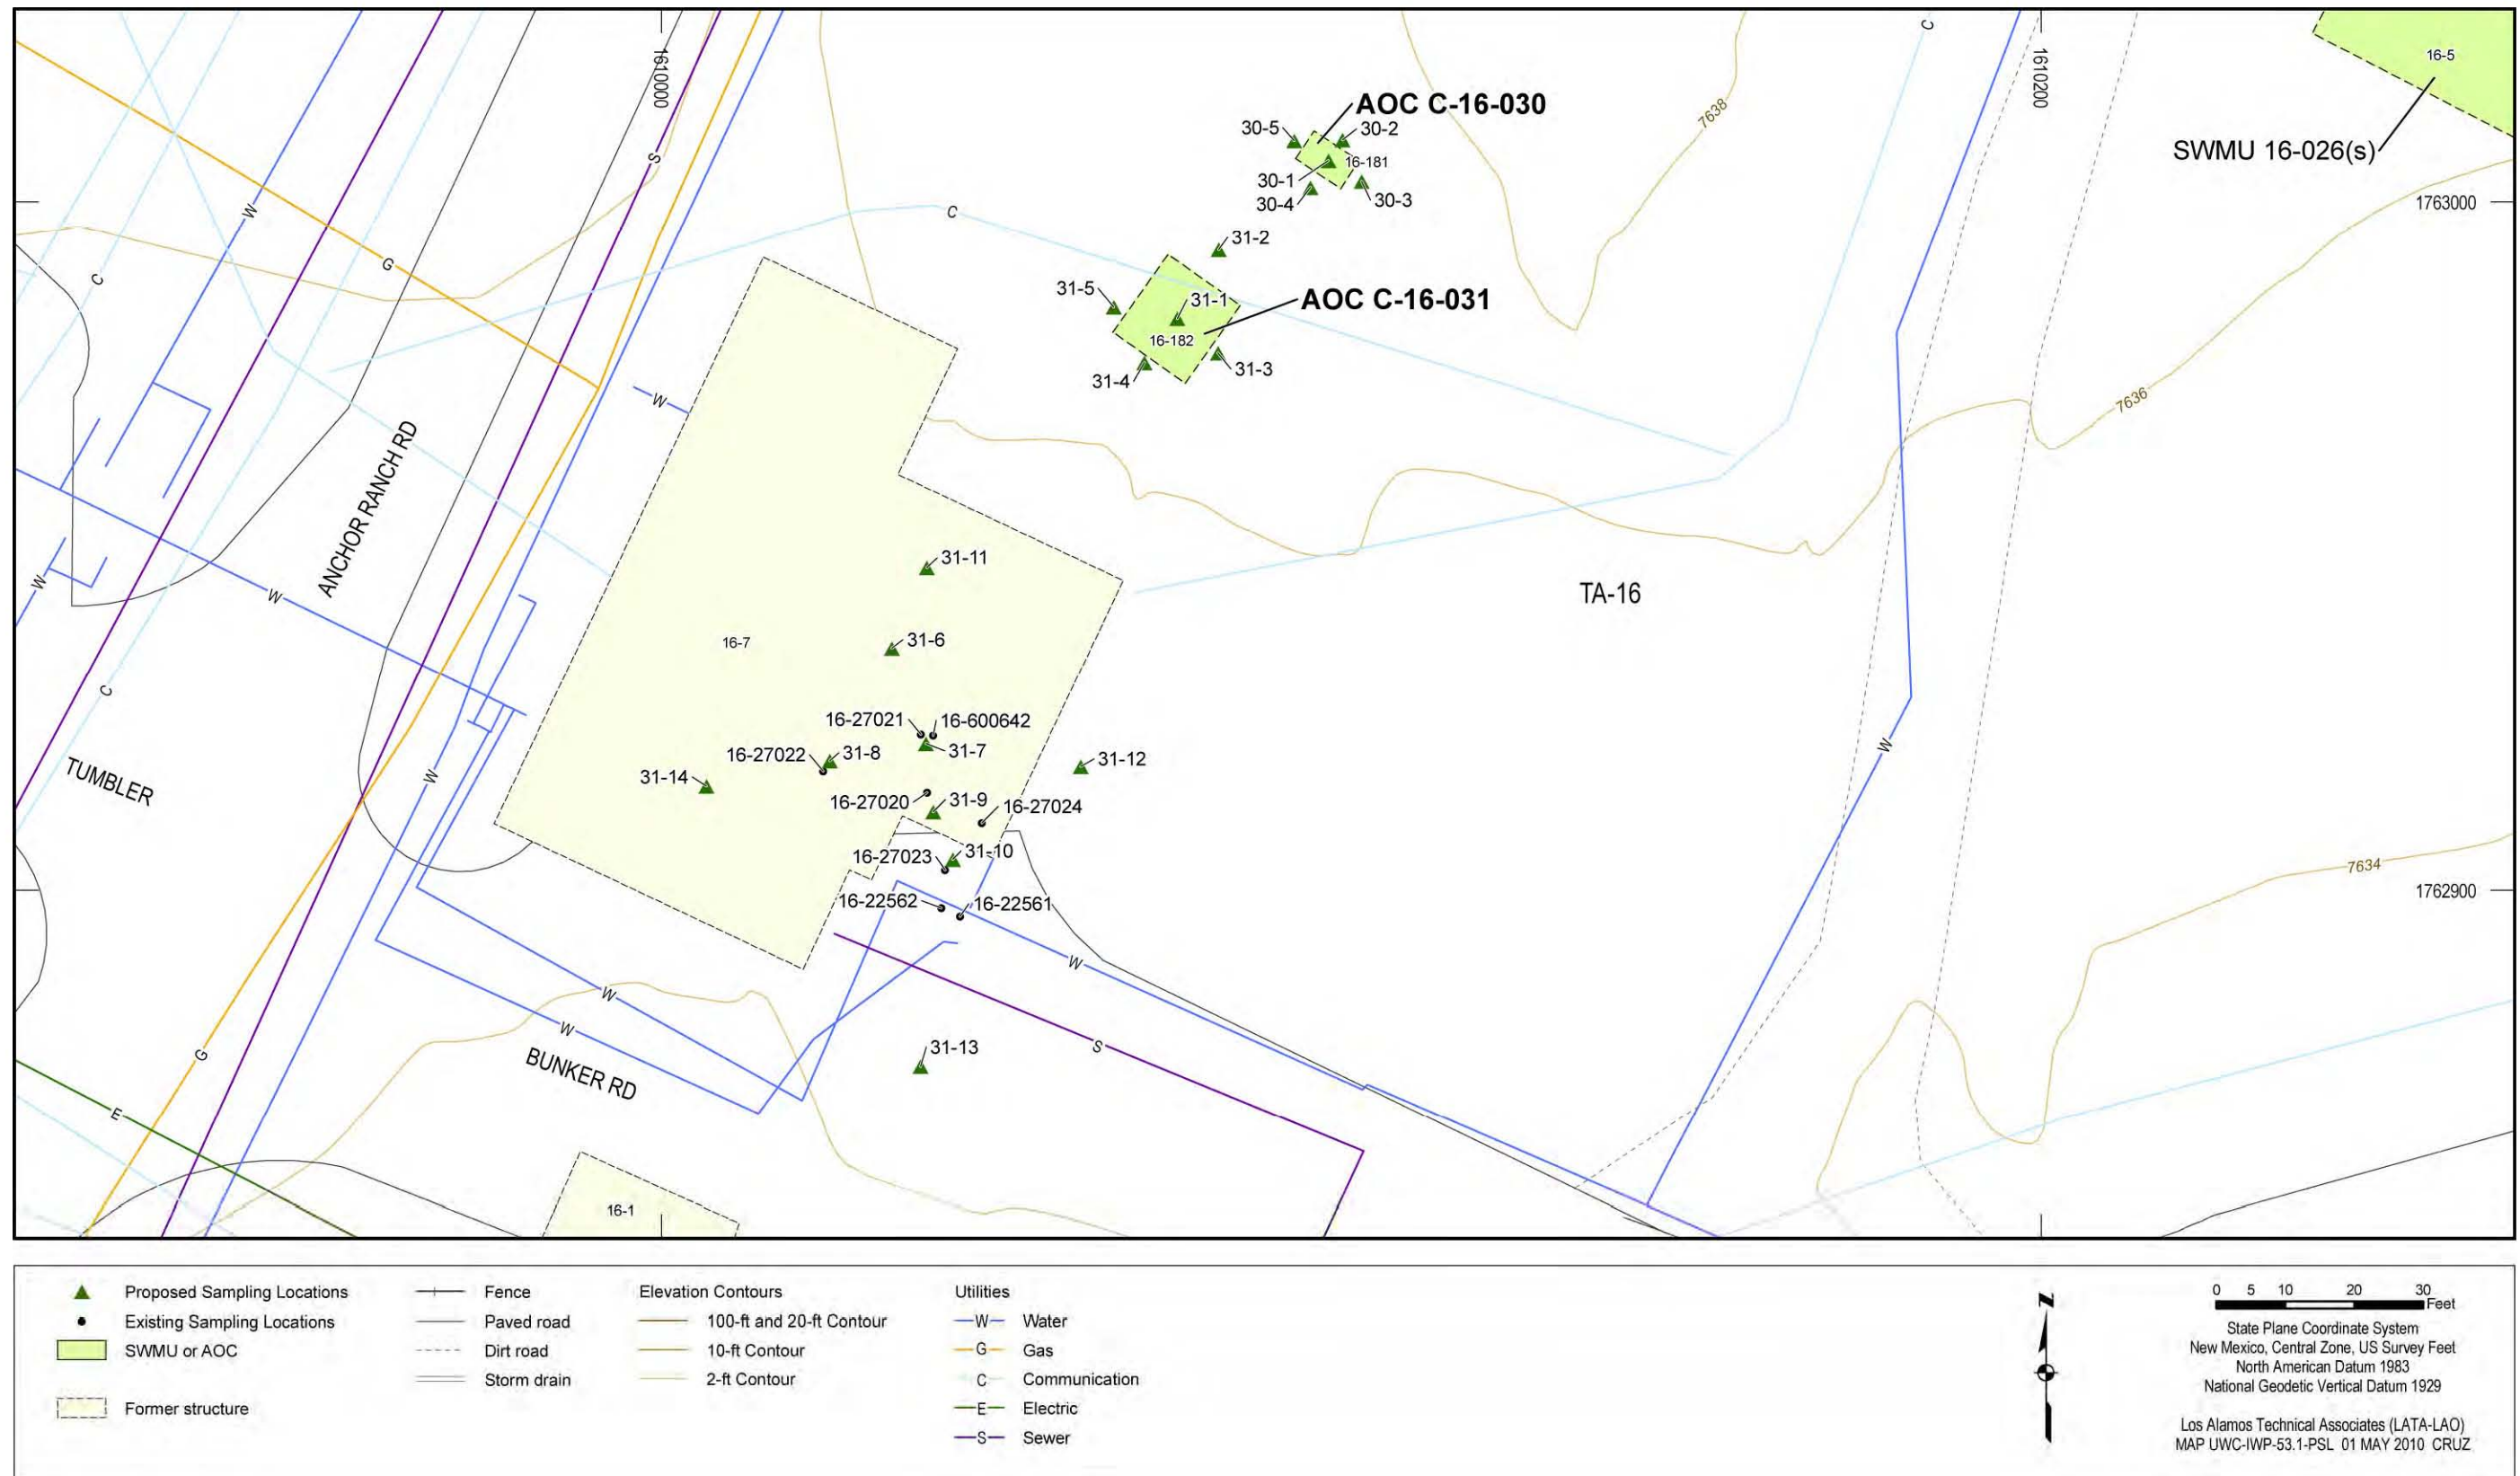 C
1610000
1610200
16-5
AOC C-16-030
7638
30-5
30-2
S
SWMU 16-026(s)
16-181
30-1
30-4
30-3
1763000
W
C
31-2
G
C
31-5
31-1
AOC C-16-031
16-182
31-4
31-3
W
7636
ANCHOR RANCH RD
31-11
W
W
TA-16
16-7
31-6
C
16-27021
16-600642
31-7
W
16-27022
31-8
31-12
W
TUMBLER
31-14
16-27020
31-9
16-27024
16-27023
31-10
7634
1762900
16-22562
16-22561
W
W
W
G
S
31-13
BUNKER RD
E
16-1
Proposed Sampling Locations
Existing Sampling Locations
SWMU or AOC
Former structure
Fence
Paved road
Dirt road
Storm drain
Elevation Contours
100-ft and 20-ft Contour
10-ft Contour
2-ft Contour
Utilities
W Water
G Gas
C Communication
E Electric
S Sewer
N
0 5 10 20 30
Feet
State Plane Coordinate System
New Mexico, Central Zone, US Survey Feet
North American Datum 1983
National Geodetic Vertical Datum 1929
Los Alamos Technical Associates (LATA-LAO)
MAP UWC-IWP-53.1-PSL 01 MAY 2010 CRUZ